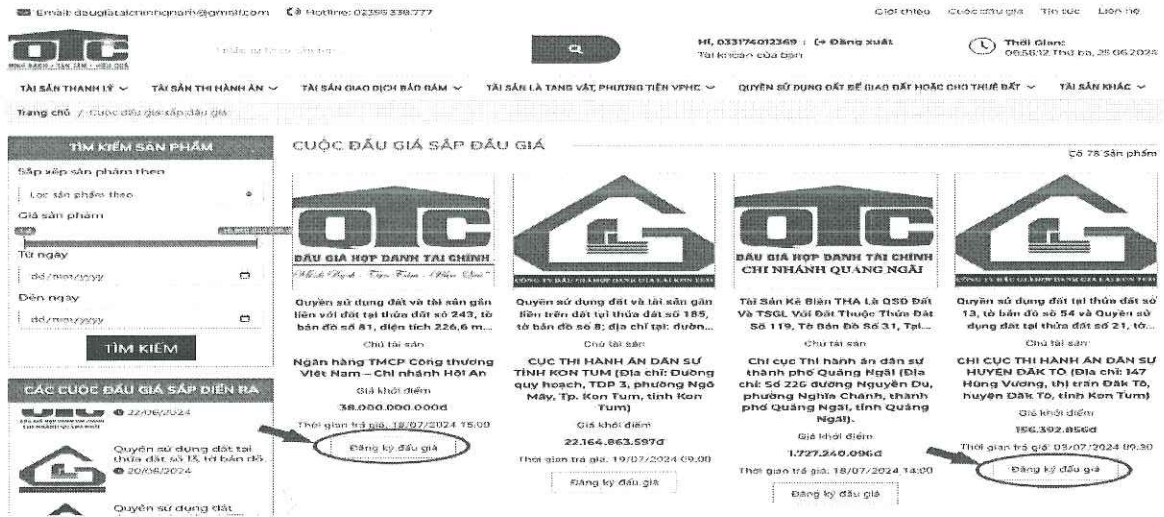 Hotline: 02396.338.777
Giới thiệu Cuộc đấu giá Tin tức Liên hệ
OTC
Hi, 033174012369 : Đăng xuất
Tài khoản của bạn
Thời Gian:
06:56:12 Thứ ba, 25.06.2024
TÀI SẢN THANH LÝ
TÀI SẢN THI HÀNH ÁN
TÀI SẢN GIAO DỊCH BẢO ĐẢM
TÀI SẢN LÀ TANG VẬT, PHƯƠNG TIỆN VPHC
QUYỀN SỬ DỤNG ĐẤT ĐỂ GIAO ĐẤT HOẶC CHO THUÊ ĐẤT
TÀI SẢN KHÁC
Trang chủ / Cuộc đấu giá sắp đấu giá
TÌM KIẾM SẢN PHẨM
Sắp xếp sản phẩm theo
Lọc sản phẩm theo
Giá sản phẩm
Từ ngày
dd/mm/yyyy
Đến ngày
dd/mm/yyyy
TÌM KIẾM
CÁC CUỘC ĐẤU GIÁ SẮP DIỄN RA
22/06/2024
Quyền sử dụng đất tại
thửa đất số 13, tờ bản đồ...
20/06/2024
Quyền sử dụng đất
CUỘC ĐẤU GIÁ SẮP ĐẤU GIÁ
Có 78 Sản phẩm
OTC
ĐẤU GIÁ HỢP DANH TÀI CHÍNH
Quyền sử dụng đất và tài sản gắn
liền với đất tại thửa đất số 243, tờ
bản đồ số 81, diện tích 226,6 m...
Chủ tài sản
Ngân hàng TMCP Công thương
Việt Nam – Chi nhánh Hội An
Giá khởi điểm
38.000.000.000đ
Thời gian trả giá: 18/07/2024 15:00
Đăng ký đấu giá
Quyền sử dụng đất và tài sản gắn
liền trên đất tại thửa đất số 185,
tờ bản đồ số 8; địa chỉ tại: đườn...
Chủ tài sản
CỤC THI HÀNH ÁN DÂN SỰ
TỈNH KON TUM (Địa chỉ: Đường
quy hoạch, TDP 3, phường Ngô
Mây, Tp. Kon Tum, tỉnh Kon
Tum)
Giá khởi điểm
22.164.863.597đ
Thời gian trả giá: 19/07/2024 09:00
Đăng ký đấu giá
OTC
ĐẤU GIÁ HỢP DANH TÀI CHÍNH
CHI NHÁNH QUẢNG NGÃI
Tài Sản Kê Biên THA Là QSD Đất
Và TSGL Với Đất Thuộc Thửa Đất
Số 119, Tờ Bản Đồ Số 31, Tại...
Chủ tài sản
Chi cục Thi hành án dân sự
thành phố Quảng Ngãi (Địa
chỉ: Số 226 đường Nguyễn Du,
phường Nghĩa Chánh, thành
phố Quảng Ngãi, tỉnh Quảng
Ngãi).
Giá khởi điểm
1.727.240.096đ
Thời gian trả giá: 18/07/2024 14:00
Đăng ký đấu giá
Quyền sử dụng đất tại thửa đất số
13, tờ bản đồ số 54 và Quyền sử
dụng đất tại thửa đất số 21, tờ...
Chủ tài sản
CHI CỤC THI HÀNH ÁN DÂN SỰ
HUYỆN ĐĂK TÔ (Địa chỉ: 147
Hùng Vương, thị trấn Đăk Tô,
huyện Đăk Tô, tỉnh Kon Tum)
Giá khởi điểm
156.392.856đ
Thời gian trả giá: 03/07/2024 09:30
Đăng ký đấu giá